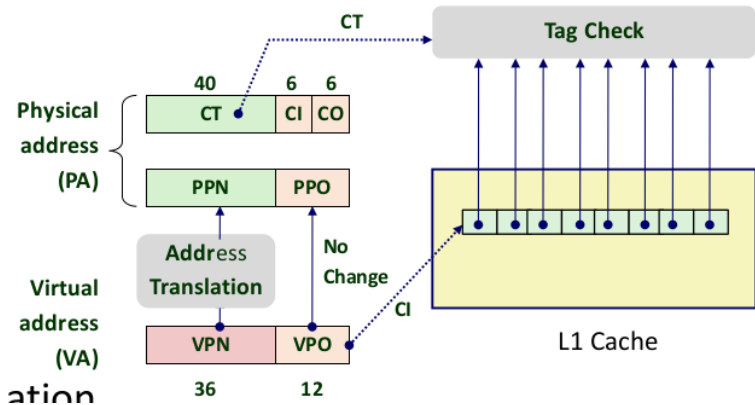 CT
Tag Check
40 6 6
Physical
address
(PA)
CT CI CO
PPN PPO
Address
Translation
No
Change
Virtual
address
(VA)
VPN VPO
CI
L1 Cache
36 12
ation